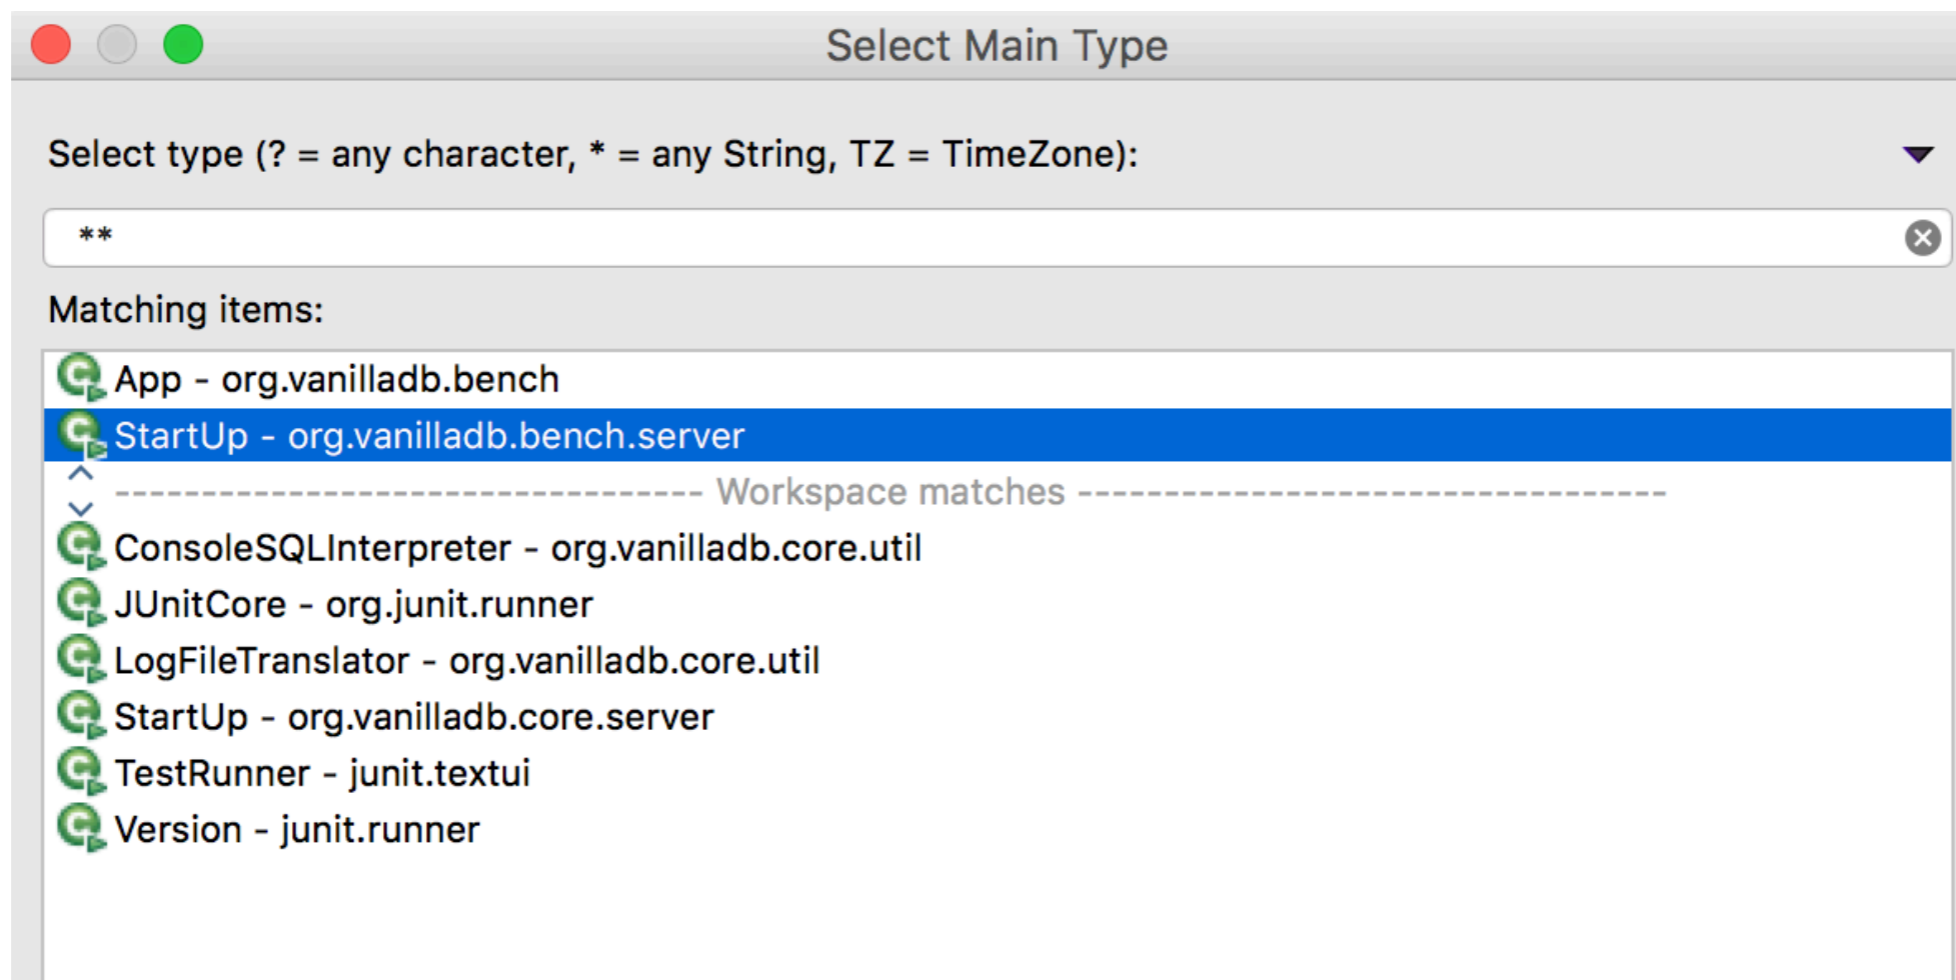 Select Main Type
Select type (? = any character, * = any String, TZ = TimeZone):
**
Matching items:
App - org.vanilladb.bench
StartUp - org.vanilladb.bench.server
---------------------------------- Workspace matches ----------------------------------
ConsoleSQLInterpreter - org.vanilladb.core.util
JUnitCore - org.junit.runner
LogFileTranslator - org.vanilladb.core.util
StartUp - org.vanilladb.core.server
TestRunner - junit.textui
Version - junit.runner